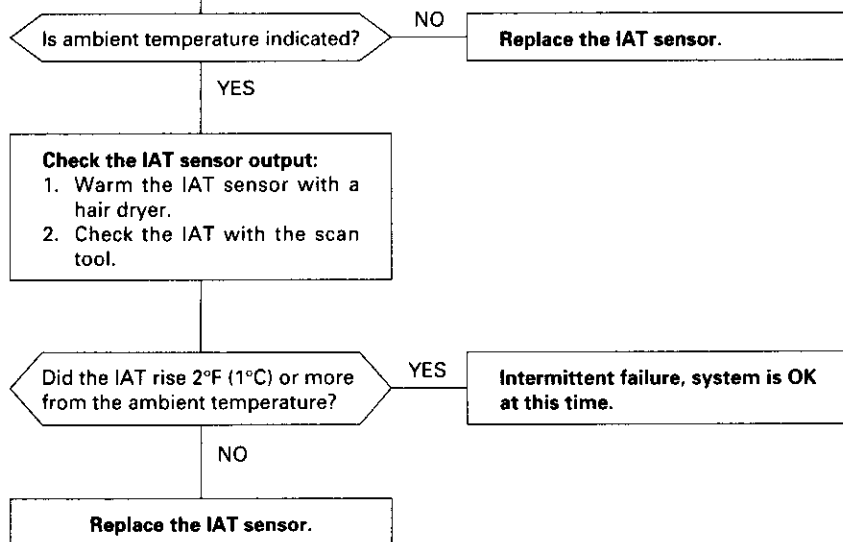 Is ambient temperature indicated?
NO
Replace the IAT sensor.
YES
Check the IAT sensor output:
1. Warm the IAT sensor with a
hair dryer.
2. Check the IAT with the scan
tool.
Did the IAT rise 2°F (1°C) or more
from the ambient temperature?
YES
Intermittent failure, system is OK
at this time.
NO
Replace the IAT sensor.